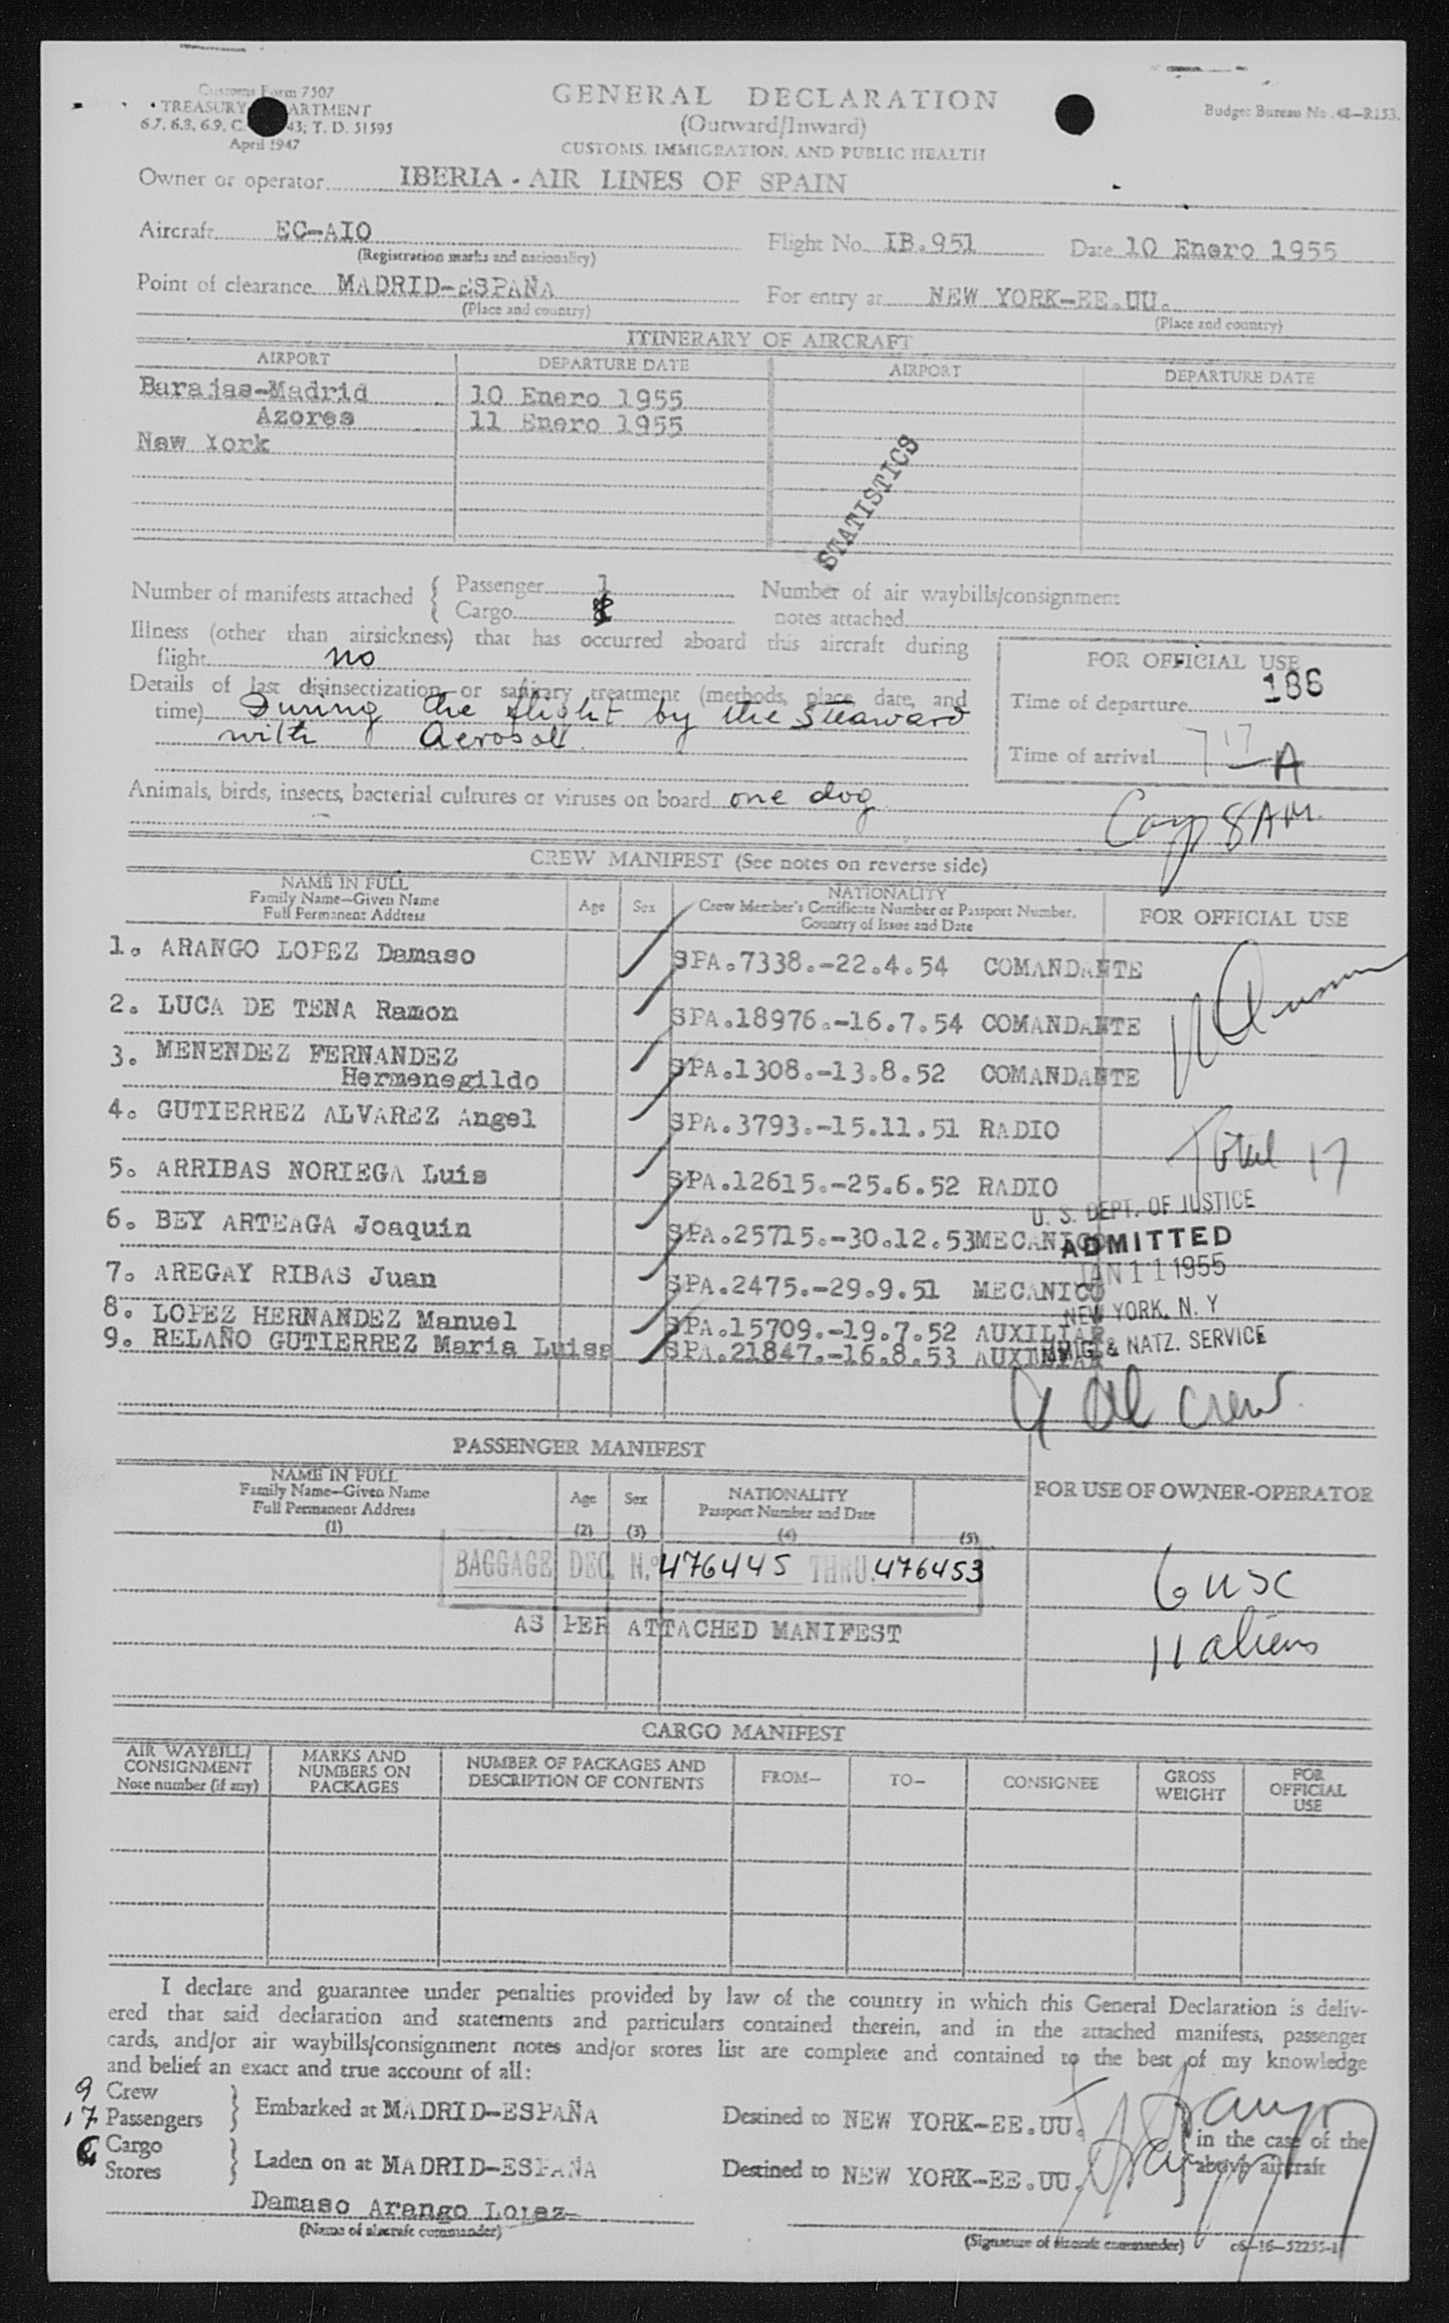 Customs Form 7507
TREASURY DEPARTMENT
6.7, 6.8, 6.9, C. 43; T. D. 51595
April 1947
GENERAL DECLARATION
(Outward/Inward)
CUSTOMS, IMMIGRATION, AND PUBLIC HEALTH
Budget Bureau No. 48—R153.
Owner or operator IBERIA - AIR LINES OF SPAIN
Aircraft EC-AIO Flight No. IB.951 Date 10 Enero 1955
(Registration marks and nationality)
Point of clearance MADRID-ESPAÑA For entry at NEW YORK-EE.UU.
(Place and country) (Place and country)
ITINERARY OF AIRCRAFT
AIRPORT DEPARTURE DATE AIRPORT DEPARTURE DATE
Barajas-Madrid 10 Enero 1955
Azores 11 Enero 1955
New York
STATISTICS
Number of manifests attached { Passenger 1 Number of air waybills/consignment
Cargo notes attached
Illness (other than airsickness) that has occurred aboard this aircraft during
flight no
FOR OFFICIAL USE
186
Details of last disinsectization or sanitary treatment (methods, place, date, and
time) During the flight by the Steaward
with Aerosol.
Time of departure
Time of arrival 7 17 A
Animals, birds, insects, bacterial cultures or viruses on board one dog
8 AM.
CREW MANIFEST (See notes on reverse side)
NAME IN FULL
Family Name—Given Name
Full Permanent Address
Age Sex
NATIONALITY
Crew Member's Certificate Number or Passport Number,
Country of Issue and Date
FOR OFFICIAL USE
1. ARANGO LOPEZ Damaso SPA.7338.-22.4.54 COMANDANTE
2. LUCA DE TENA Ramon SPA.18976.-16.7.54 COMANDANTE
3. MENENDEZ FERNANDEZ
Hermenegildo SPA.1308.-13.8.52 COMANDANTE
4. GUTIERREZ ALVAREZ Angel SPA.3793.-15.11.51 RADIO
Total 17
5. ARRIBAS NORIEGA Luis SPA.12615.-25.6.52 RADIO
6. BEY ARTEAGA Joaquin SPA.25715.-30.12.53 MECANICO
7. AREGAY RIBAS Juan SPA.2475.-29.9.51 MECANICO
8. LOPEZ HERNANDEZ Manuel SPA.15709.-19.7.52 AUXILIAR
9. RELAÑO GUTIERREZ Maria Luisa SPA.21847.-16.8.53 AUXILIAR
U. S. DEPT. OF JUSTICE
ADMITTED
JAN 11 1955
NEW YORK, N. Y
IMMIG. & NATZ. SERVICE
9 al crew
PASSENGER MANIFEST
NAME IN FULL
Family Name—Given Name
Full Permanent Address
(1)
Age
(2)
Sex
(3)
NATIONALITY
Passport Number and Date
(4)
(5)
FOR USE OF OWNER-OPERATOR
BAGGAGE DEC. N.º 476445 THRU. 476453
6 USC
AS PER ATTACHED MANIFEST
11 aliens
CARGO MANIFEST
AIR WAYBILL/
CONSIGNMENT
Note number (if any)
MARKS AND
NUMBERS ON
PACKAGES
NUMBER OF PACKAGES AND
DESCRIPTION OF CONTENTS
FROM—
TO—
CONSIGNEE
GROSS
WEIGHT
FOR
OFFICIAL
USE
I declare and guarantee under penalties provided by law of the country in which this General Declaration is deliv-
ered that said declaration and statements and particulars contained therein, and in the attached manifests, passenger
cards, and/or air waybills/consignment notes and/or stores list are complete and contained to the best of my knowledge
and belief an exact and true account of all:
9 Crew
17 Passengers } Embarked at MADRID-ESPAÑA Destined to NEW YORK-EE.UU.
in the case of the
above aircraft
Cargo
Stores } Laden on at MADRID-ESPAÑA Destined to NEW YORK-EE.UU.
Damaso Arango Lopez-
(Name of aircraft commander)
(Signature of aircraft commander) c6—16—52255-1